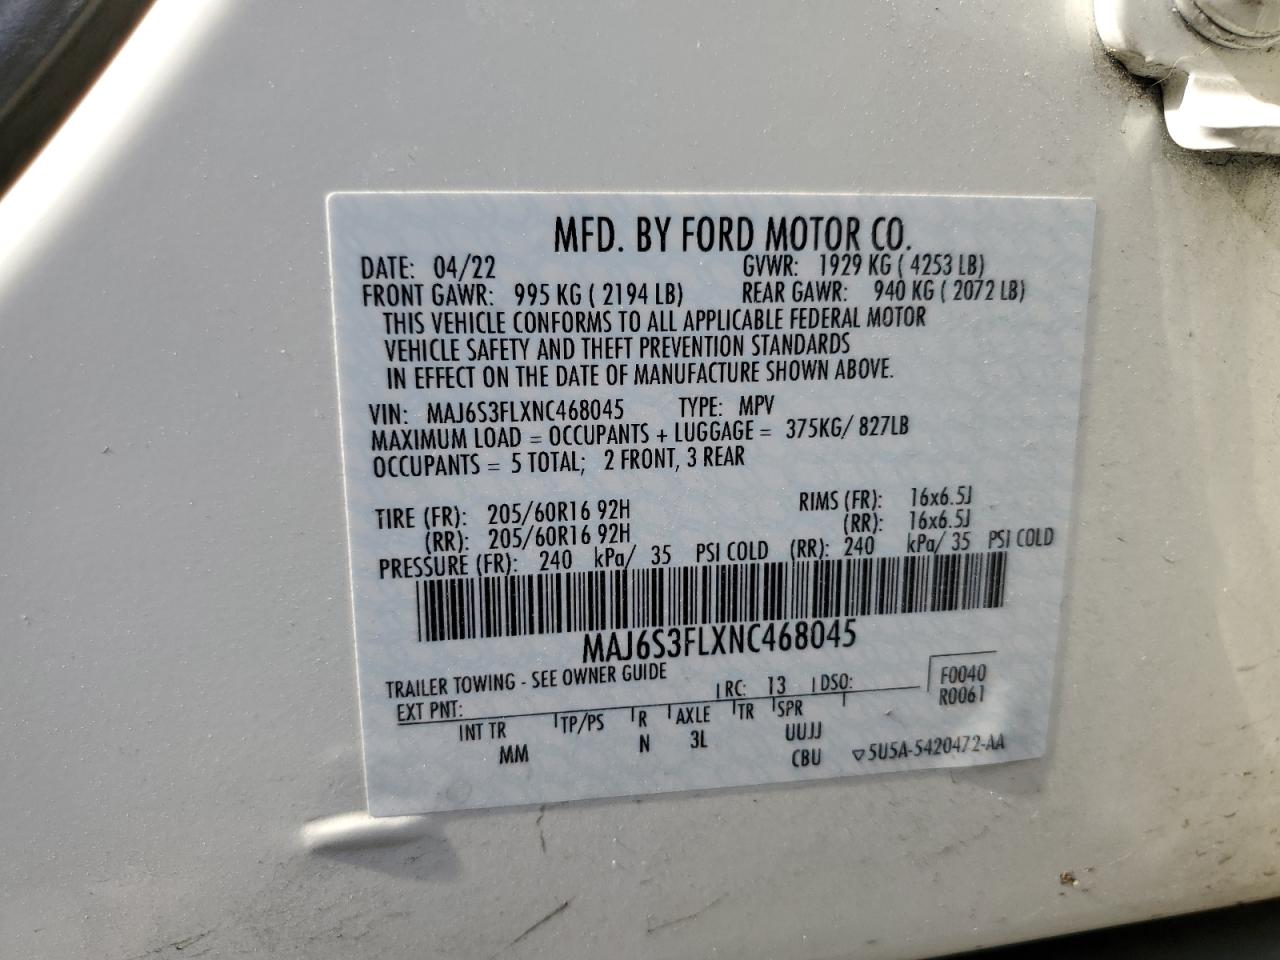 MFD. BY FORD MOTOR CO.
DATE: 04/22 GVWR: 1929 KG ( 4253 LB)
FRONT GAWR: 995 KG ( 2194 LB) REAR GAWR: 940 KG ( 2072 LB)
THIS VEHICLE CONFORMS TO ALL APPLICABLE FEDERAL MOTOR
VEHICLE SAFETY AND THEFT PREVENTION STANDARDS
IN EFFECT ON THE DATE OF MANUFACTURE SHOWN ABOVE.
VIN: MAJ6S3FLXNC468045 TYPE: MPV
MAXIMUM LOAD = OCCUPANTS + LUGGAGE = 375KG/ 827LB
OCCUPANTS = 5 TOTAL; 2 FRONT, 3 REAR
TIRE (FR): 205/60R16 92H RIMS (FR): 16x6.5J
(RR): 205/60R16 92H (RR): 16x6.5J
PRESSURE (FR): 240 kPa/ 35 PSI COLD (RR): 240 kPa/ 35 PSI COLD
MAJ6S3FLXNC468045
TRAILER TOWING - SEE OWNER GUIDE
EXT PNT: RC: 13 DSO: F0040
R0061
INT TR TP/PS R AXLE TR SPR
MM N 3L UUJJ
CBU ▽5U5A-5420472-AA